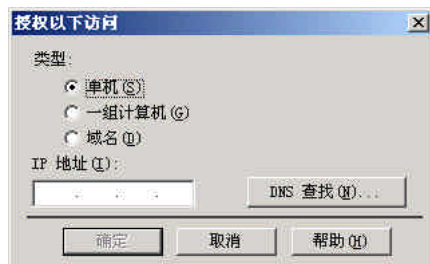 授权以下访问
类型:
单机(S)
一组计算机(G)
域名(D)
IP 地址(I):
. . .
DNS 查找(N)...
确定
取消
帮助(H)